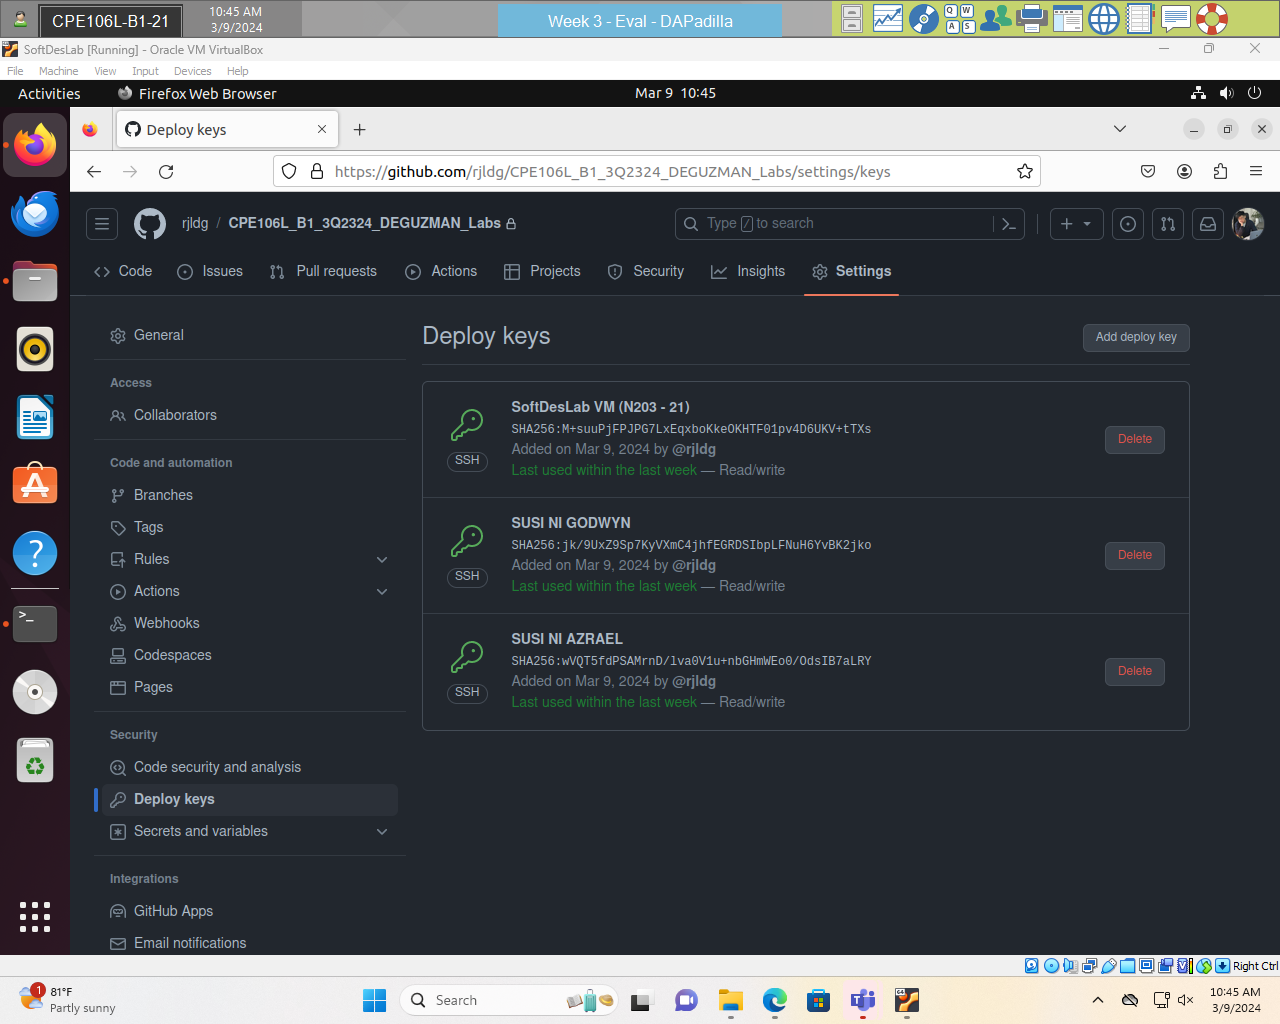 CPE106L-B1-21
10:45 AM
3/9/2024
Week 3 - Eval - DAPadilla
Q W
A S
SoftDesLab [Running] - Oracle VM VirtualBox
File Machine View Input Devices Help
Activities
Firefox Web Browser
Mar 9 10:45
Deploy keys
https://github.com/rjldg/CPE106L_B1_3Q2324_DEGUZMAN_Labs/settings/keys
rjldg / CPE106L_B1_3Q2324_DEGUZMAN_Labs
Type / to search
Code
Issues
Pull requests
Actions
Projects
Security
Insights
Settings
General
Access
Collaborators
Code and automation
Branches
Tags
Rules
Actions
Webhooks
Codespaces
Pages
Security
Code security and analysis
Deploy keys
Secrets and variables
Integrations
GitHub Apps
Email notifications
Deploy keys
Add deploy key
SoftDesLab VM (N203 - 21)
SHA256:M+suuPjFPJPG7LxEqxboKkeOKHTF01pv4D6UKV+tTXs
Added on Mar 9, 2024 by @rjldg
Last used within the last week — Read/write
SSH
Delete
SUSI NI GODWYN
SHA256:jk/9UxZ9Sp7KyVXmC4jhfEGRDSIbpLFNuH6YvBK2jko
Added on Mar 9, 2024 by @rjldg
Last used within the last week — Read/write
SSH
Delete
SUSI NI AZRAEL
SHA256:wVQT5fdPSAMrnD/lva0V1u+nbGHmWEo0/OdsIB7aLRY
Added on Mar 9, 2024 by @rjldg
Last used within the last week — Read/write
SSH
Delete
Right Ctrl
1
81°F
Partly sunny
Search
10:45 AM
3/9/2024